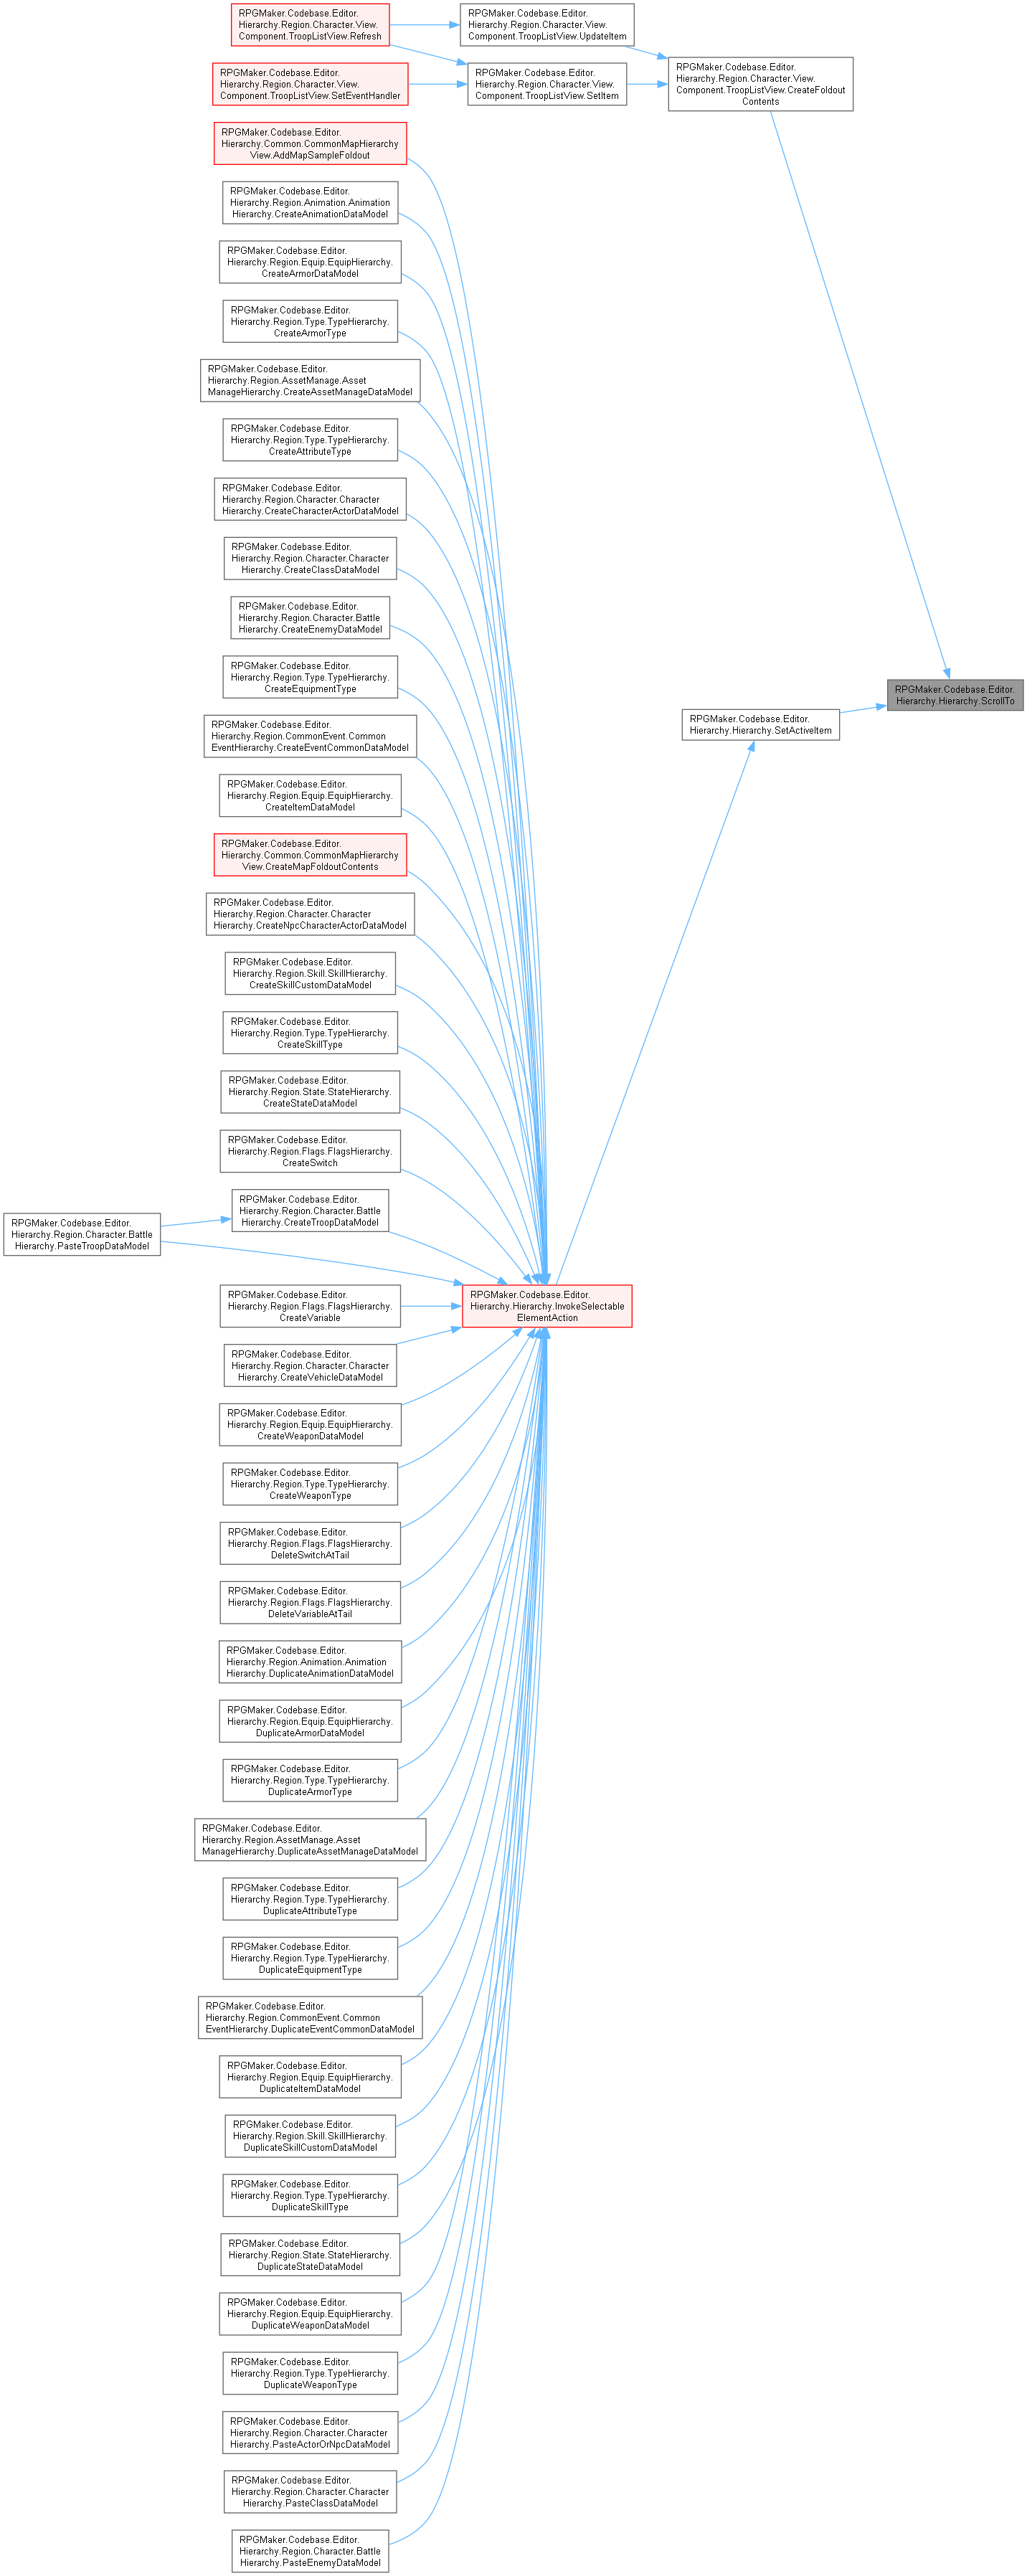 RPGMaker.Codebase.Editor.
Hierarchy.Region.Character.View.
Component.TroopListView.Refresh
RPGMaker.Codebase.Editor.
Hierarchy.Region.Character.View.
Component.TroopListView.UpdateItem
RPGMaker.Codebase.Editor.
Hierarchy.Region.Character.View.
Component.TroopListView.CreateFoldout
Contents
RPGMaker.Codebase.Editor.
Hierarchy.Region.Character.View.
Component.TroopListView.SetEventHandler
RPGMaker.Codebase.Editor.
Hierarchy.Region.Character.View.
Component.TroopListView.SetItem
RPGMaker.Codebase.Editor.
Hierarchy.Common.CommonMapHierarchy
View.AddMapSampleFoldout
RPGMaker.Codebase.Editor.
Hierarchy.Region.Animation.Animation
Hierarchy.CreateAnimationDataModel
RPGMaker.Codebase.Editor.
Hierarchy.Region.Equip.EquipHierarchy.
CreateArmorDataModel
RPGMaker.Codebase.Editor.
Hierarchy.Region.Type.TypeHierarchy.
CreateArmorType
RPGMaker.Codebase.Editor.
Hierarchy.Region.AssetManage.Asset
ManageHierarchy.CreateAssetManageDataModel
RPGMaker.Codebase.Editor.
Hierarchy.Region.Type.TypeHierarchy.
CreateAttributeType
RPGMaker.Codebase.Editor.
Hierarchy.Region.Character.Character
Hierarchy.CreateCharacterActorDataModel
RPGMaker.Codebase.Editor.
Hierarchy.Region.Character.Character
Hierarchy.CreateClassDataModel
RPGMaker.Codebase.Editor.
Hierarchy.Region.Character.Battle
Hierarchy.CreateEnemyDataModel
RPGMaker.Codebase.Editor.
Hierarchy.Region.Type.TypeHierarchy.
CreateEquipmentType
RPGMaker.Codebase.Editor.
Hierarchy.Hierarchy.ScrollTo
RPGMaker.Codebase.Editor.
Hierarchy.Hierarchy.SetActiveItem
RPGMaker.Codebase.Editor.
Hierarchy.Region.CommonEvent.Common
EventHierarchy.CreateEventCommonDataModel
RPGMaker.Codebase.Editor.
Hierarchy.Region.Equip.EquipHierarchy.
CreateItemDataModel
RPGMaker.Codebase.Editor.
Hierarchy.Common.CommonMapHierarchy
View.CreateMapFoldoutContents
RPGMaker.Codebase.Editor.
Hierarchy.Region.Character.Character
Hierarchy.CreateNpcCharacterActorDataModel
RPGMaker.Codebase.Editor.
Hierarchy.Region.Skill.SkillHierarchy.
CreateSkillCustomDataModel
RPGMaker.Codebase.Editor.
Hierarchy.Region.Type.TypeHierarchy.
CreateSkillType
RPGMaker.Codebase.Editor.
Hierarchy.Region.State.StateHierarchy.
CreateStateDataModel
RPGMaker.Codebase.Editor.
Hierarchy.Region.Flags.FlagsHierarchy.
CreateSwitch
RPGMaker.Codebase.Editor.
Hierarchy.Region.Character.Battle
Hierarchy.CreateTroopDataModel
RPGMaker.Codebase.Editor.
Hierarchy.Region.Character.Battle
Hierarchy.PasteTroopDataModel
RPGMaker.Codebase.Editor.
Hierarchy.Hierarchy.InvokeSelectable
ElementAction
RPGMaker.Codebase.Editor.
Hierarchy.Region.Flags.FlagsHierarchy.
CreateVariable
RPGMaker.Codebase.Editor.
Hierarchy.Region.Character.Character
Hierarchy.CreateVehicleDataModel
RPGMaker.Codebase.Editor.
Hierarchy.Region.Equip.EquipHierarchy.
CreateWeaponDataModel
RPGMaker.Codebase.Editor.
Hierarchy.Region.Type.TypeHierarchy.
CreateWeaponType
RPGMaker.Codebase.Editor.
Hierarchy.Region.Flags.FlagsHierarchy.
DeleteSwitchAtTail
RPGMaker.Codebase.Editor.
Hierarchy.Region.Flags.FlagsHierarchy.
DeleteVariableAtTail
RPGMaker.Codebase.Editor.
Hierarchy.Region.Animation.Animation
Hierarchy.DuplicateAnimationDataModel
RPGMaker.Codebase.Editor.
Hierarchy.Region.Equip.EquipHierarchy.
DuplicateArmorDataModel
RPGMaker.Codebase.Editor.
Hierarchy.Region.Type.TypeHierarchy.
DuplicateArmorType
RPGMaker.Codebase.Editor.
Hierarchy.Region.AssetManage.Asset
ManageHierarchy.DuplicateAssetManageDataModel
RPGMaker.Codebase.Editor.
Hierarchy.Region.Type.TypeHierarchy.
DuplicateAttributeType
RPGMaker.Codebase.Editor.
Hierarchy.Region.Type.TypeHierarchy.
DuplicateEquipmentType
RPGMaker.Codebase.Editor.
Hierarchy.Region.CommonEvent.Common
EventHierarchy.DuplicateEventCommonDataModel
RPGMaker.Codebase.Editor.
Hierarchy.Region.Equip.EquipHierarchy.
DuplicateItemDataModel
RPGMaker.Codebase.Editor.
Hierarchy.Region.Skill.SkillHierarchy.
DuplicateSkillCustomDataModel
RPGMaker.Codebase.Editor.
Hierarchy.Region.Type.TypeHierarchy.
DuplicateSkillType
RPGMaker.Codebase.Editor.
Hierarchy.Region.State.StateHierarchy.
DuplicateStateDataModel
RPGMaker.Codebase.Editor.
Hierarchy.Region.Equip.EquipHierarchy.
DuplicateWeaponDataModel
RPGMaker.Codebase.Editor.
Hierarchy.Region.Type.TypeHierarchy.
DuplicateWeaponType
RPGMaker.Codebase.Editor.
Hierarchy.Region.Character.Character
Hierarchy.PasteActorOrNpcDataModel
RPGMaker.Codebase.Editor.
Hierarchy.Region.Character.Character
Hierarchy.PasteClassDataModel
RPGMaker.Codebase.Editor.
Hierarchy.Region.Character.Battle
Hierarchy.PasteEnemyDataModel